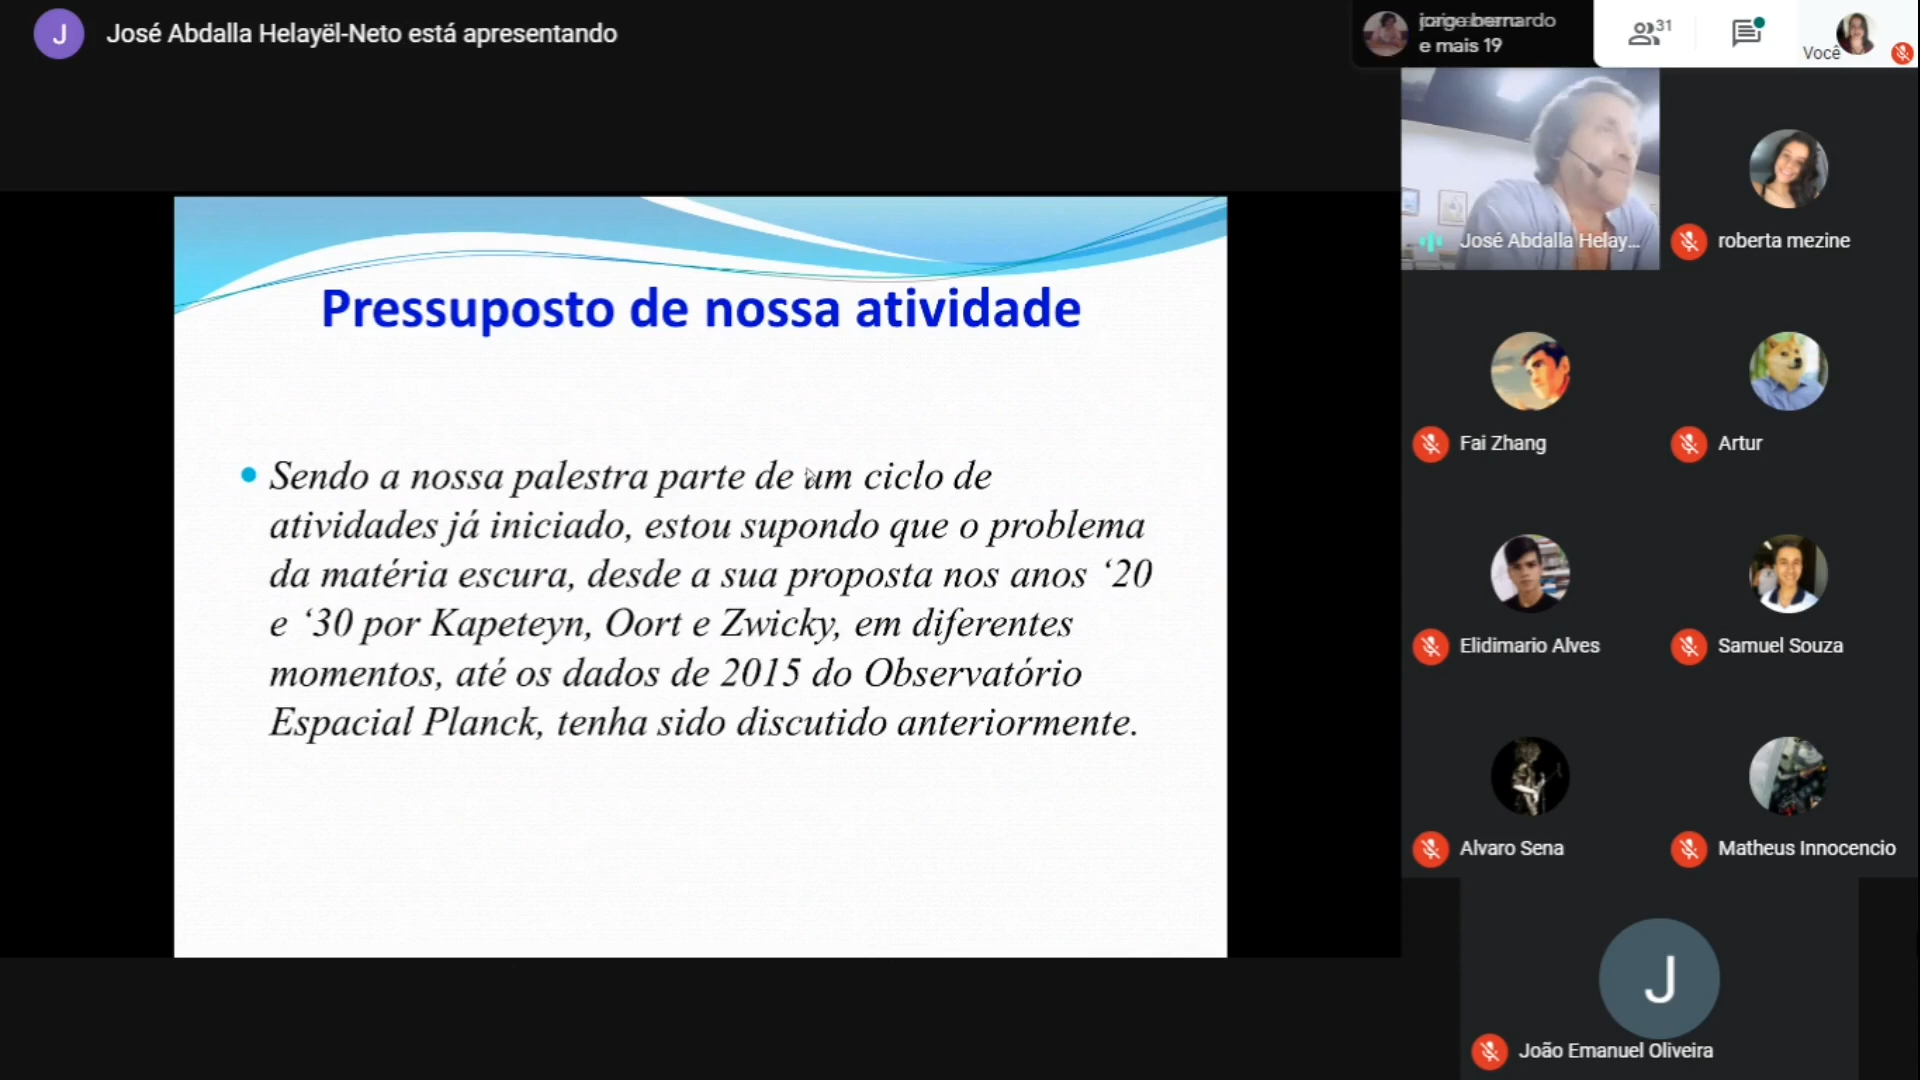 J
José Abdalla Helayël-Neto está apresentando
e mais 19
31
Você
Pressuposto de nossa atividade
Sendo a nossa palestra parte de um ciclo de
atividades já iniciado, estou supondo que o problema
da matéria escura, desde a sua proposta nos anos ‘20
e ‘30 por Kapeteyn, Oort e Zwicky, em diferentes
momentos, até os dados de 2015 do Observatório
Espacial Planck, tenha sido discutido anteriormente.
José Abdalla Helay...
roberta mezine
Fai Zhang
Artur
Elidimario Alves
Samuel Souza
Alvaro Sena
Matheus Innocencio
J
João Emanuel Oliveira